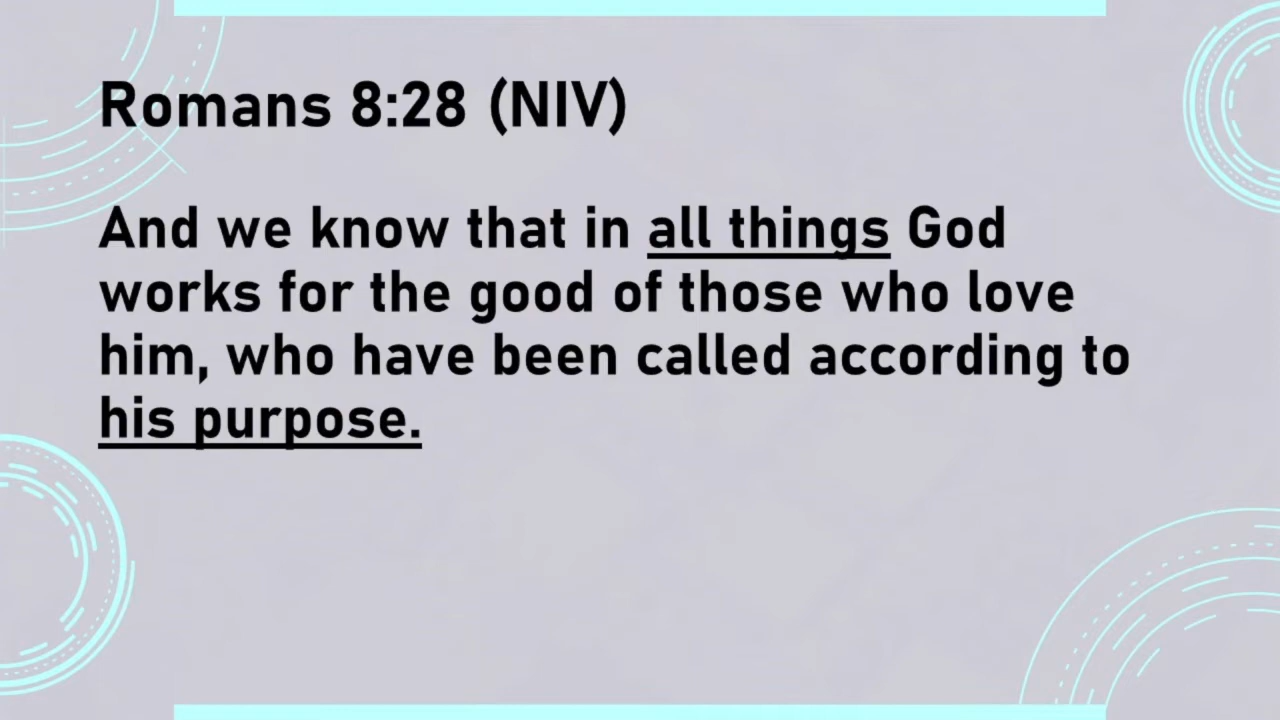 Romans 8:28 (NIV)
And we know that in all things God
works for the good of those who love
him, who have been called according to
his purpose.